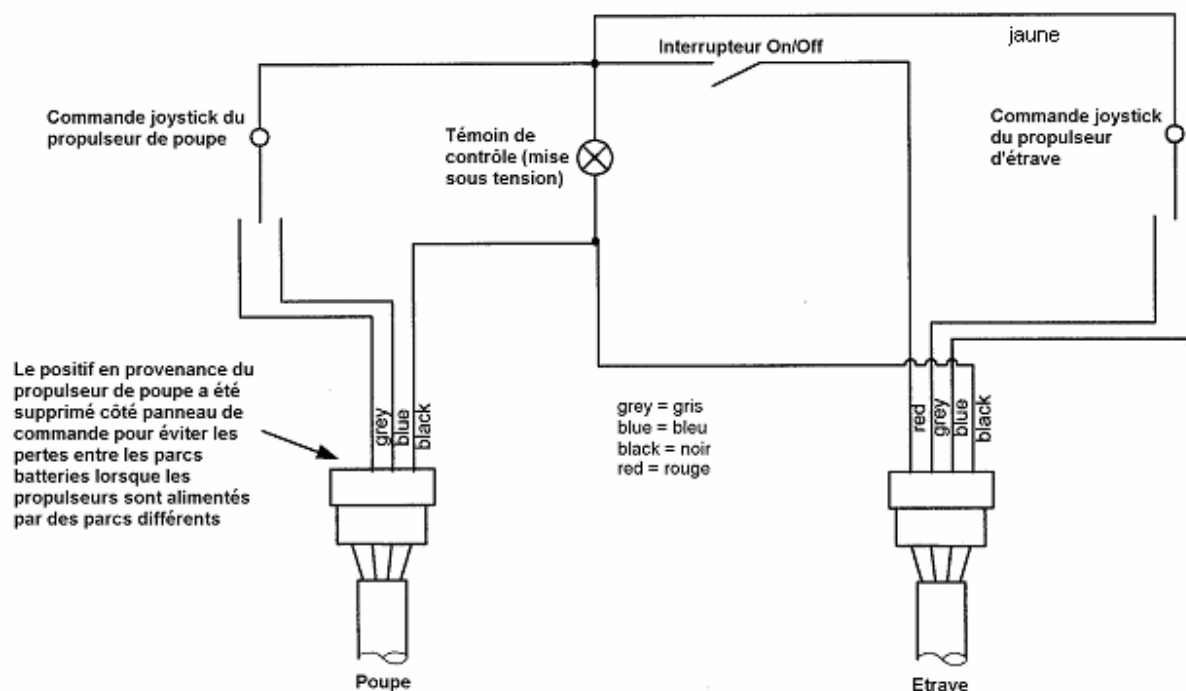 jaune
Interrupteur On/Off
Commande joystick du
propulseur de poupe
Témoin de
contrôle (mise
sous tension)
Commande joystick
du propulseur
d'étrave
Le positif en provenance du
propulseur de poupe a été
supprimé côté panneau de
commande pour éviter les
pertes entre les parcs
batteries lorsque les
propulseurs sont alimentés
par des parcs différents
grey
blue
black
grey = gris
blue = bleu
black = noir
red = rouge
red
grey
blue
black
Poupe
Etrave